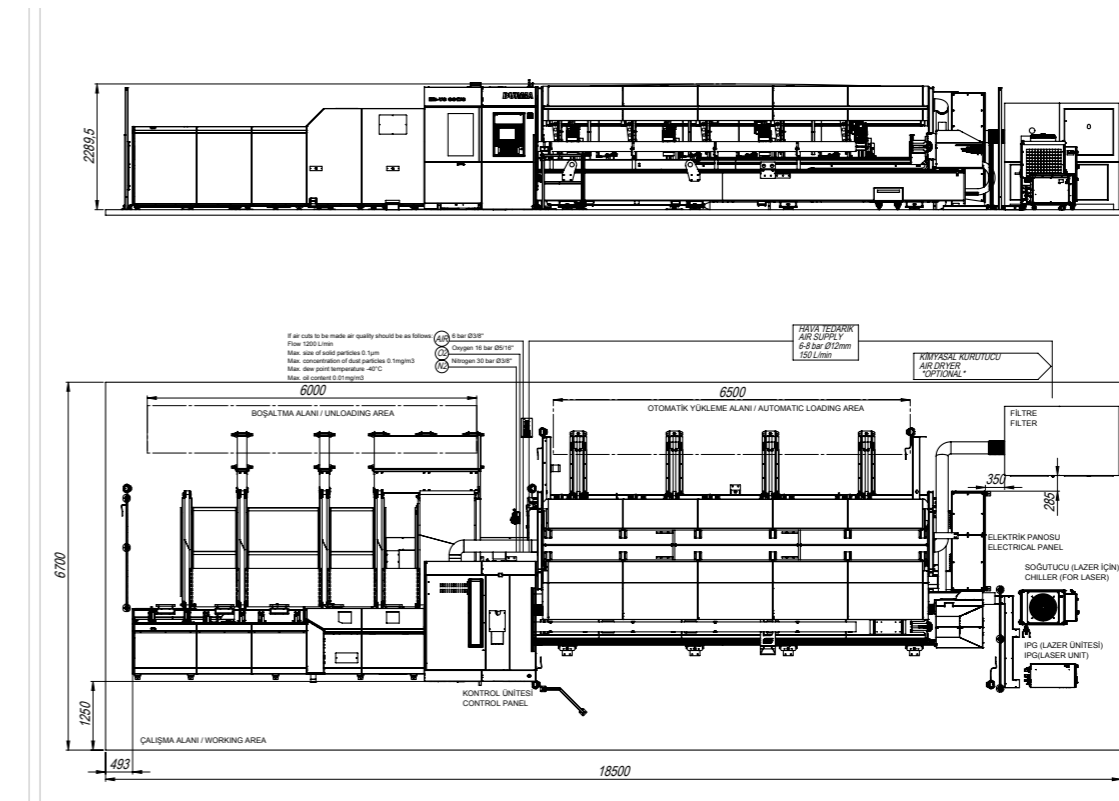 2289,5
If air cuts to be made air quality should be as follows:
Flow 1200 L/min
Max. size of solid particles 0.1µm
Max. concentration of dust particles 0.1mg/m3
Max. dew point temperature -40°C
Max. oil content 0.01mg/m3
AIR 6 bar Ø3/8"
O2 Oxygen 16 bar Ø5/16"
N2 Nitrogen 30 bar Ø3/8"
HAVA TEDARİK
AIR SUPPLY
6-8 bar Ø12mm
150 L/min
KİMYASAL KURUTUCU
AIR DRYER
"OPTIONAL"
6000
BOŞALTMA ALANI / UNLOADING AREA
6500
OTOMATİK YÜKLEME ALANI / AUTOMATIC LOADING AREA
FİLTRE
FILTER
350
285
ELEKTRİK PANOSU
ELECTRICAL PANEL
SOĞUTUCU (LAZER İÇİN)
CHILLER (FOR LASER)
IPG (LAZER ÜNİTESİ)
IPG(LASER UNIT)
6700
KONTROL ÜNİTESİ
CONTROL PANEL
1250
ÇALIŞMA ALANI / WORKING AREA
493
18500